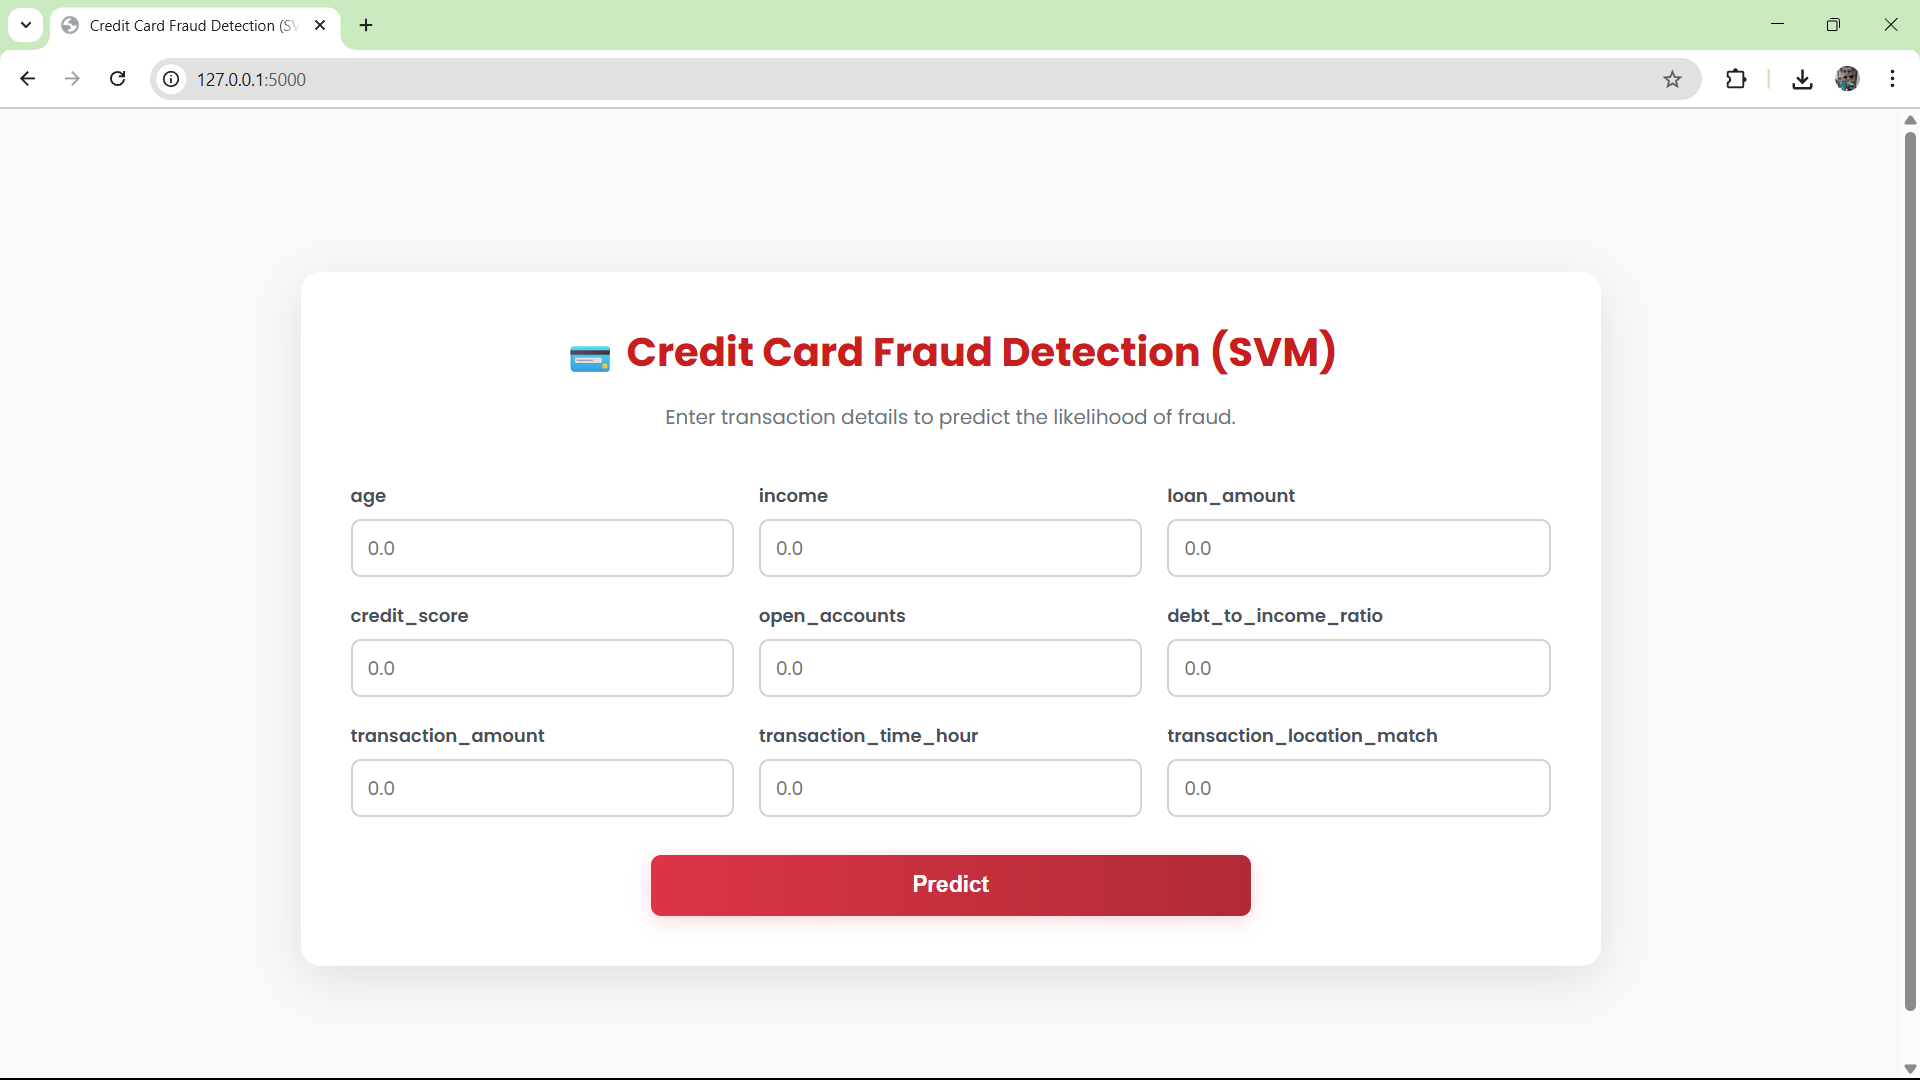 Credit Card Fraud Detection (SV
127.0.0.1:5000
Credit Card Fraud Detection (SVM)
Enter transaction details to predict the likelihood of fraud.
age income loan_amount
0.0 0.0 0.0
credit_score open_accounts debt_to_income_ratio
0.0 0.0 0.0
transaction_amount transaction_time_hour transaction_location_match
0.0 0.0 0.0
Predict